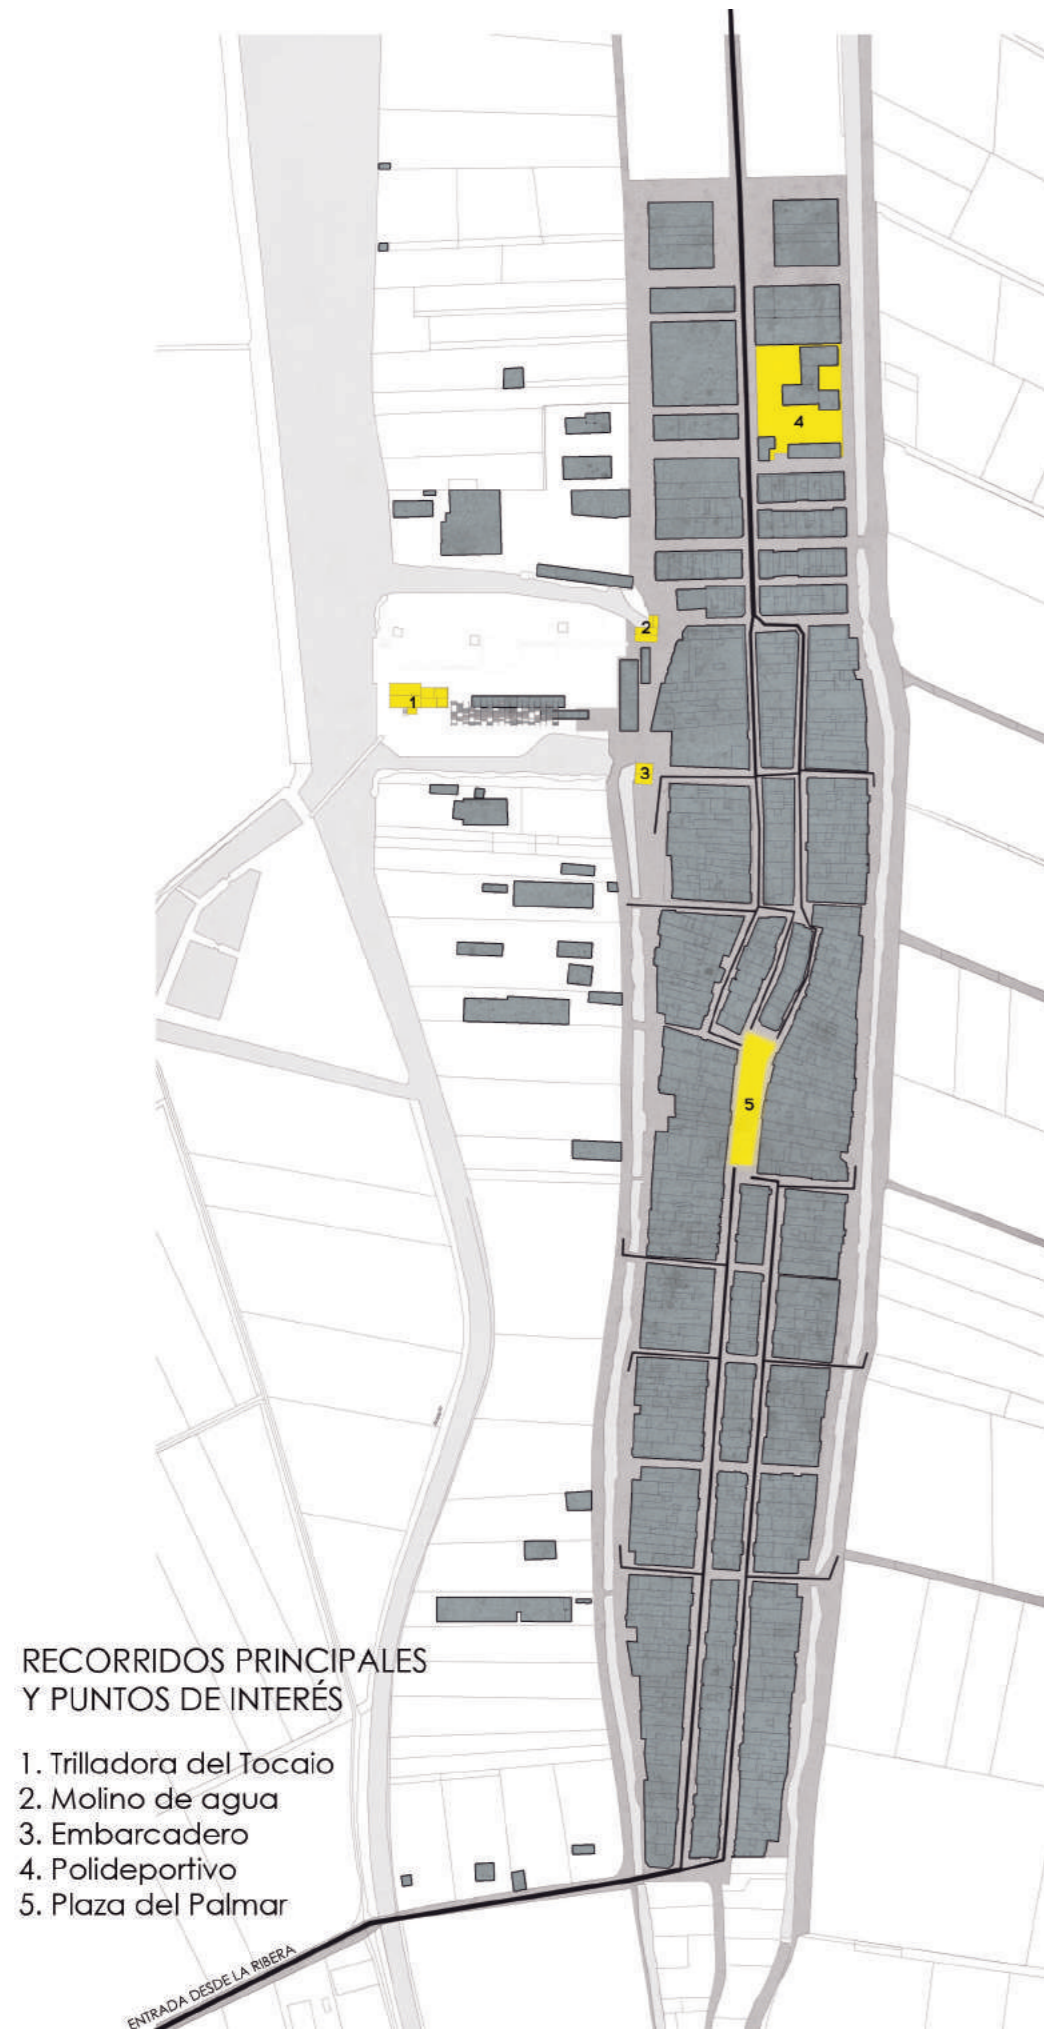 4
2
1
3
5
RECORRIDOS PRINCIPALES
Y PUNTOS DE INTERÉS
1. Trilladora del Tocaio
2. Molino de agua
3. Embarcadero
4. Polideportivo
5. Plaza del Palmar
ENTRADA DESDE LA RIBERA